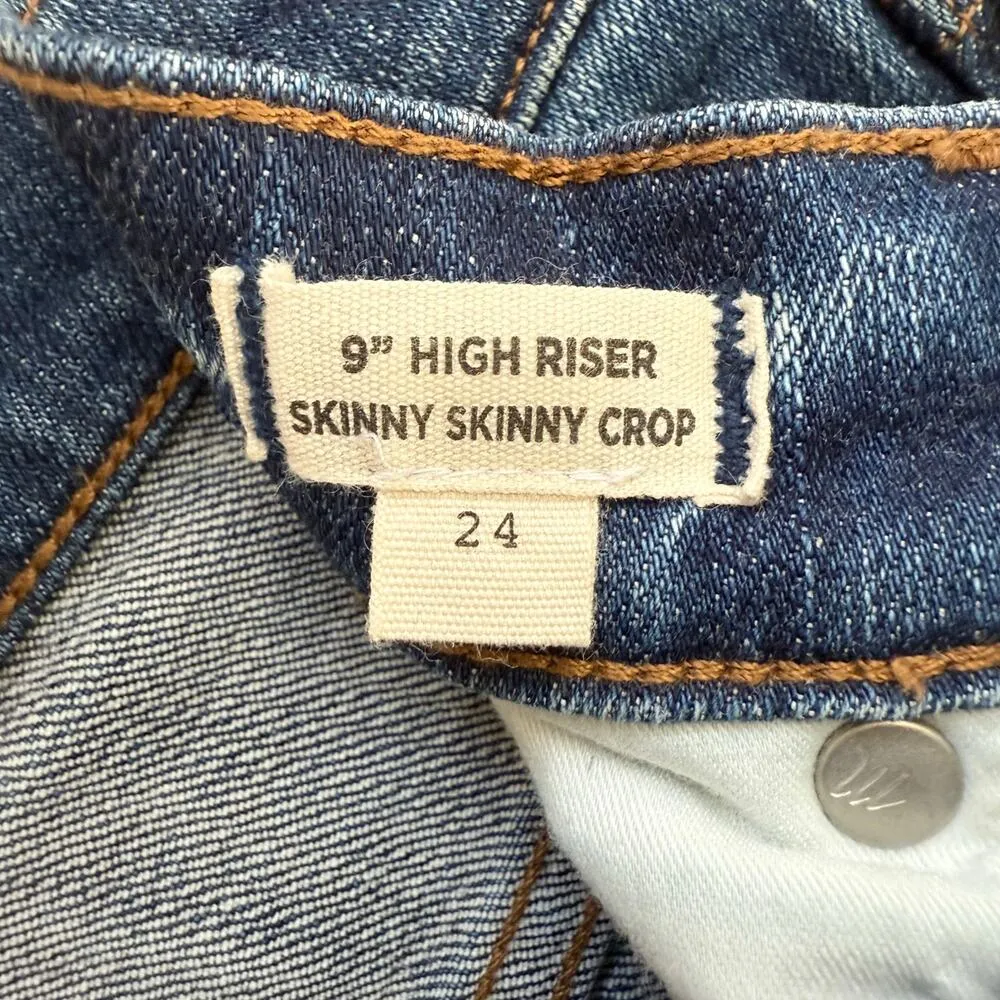 9” HIGH RISER
SKINNY SKINNY CROP
24
m